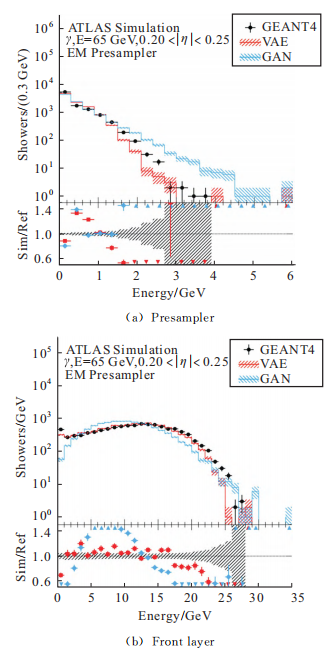 10⁶
10⁵
10⁴
10³
10²
10¹
10⁰
Showers/(0.3 GeV)
ATLAS Simulation
γ,E=65 GeV,0.20<|η|<0.25
EM Presampler
GEANT4
VAE
GAN
1.4
1.0
0.6
Sim/Ref
0 1 2 3 4 5 6
Energy/GeV
(a) Presampler
10⁵
10⁴
10³
10²
10¹
10⁰
Showers/GeV
ATLAS Simulation
γ,E=65 GeV,0.20<|η|<0.25
EM Presampler
GEANT4
VAE
GAN
1.4
1.0
0.6
Sim/Ref
0 5 10 15 20 25 30 35
Energy/GeV
(b) Front layer